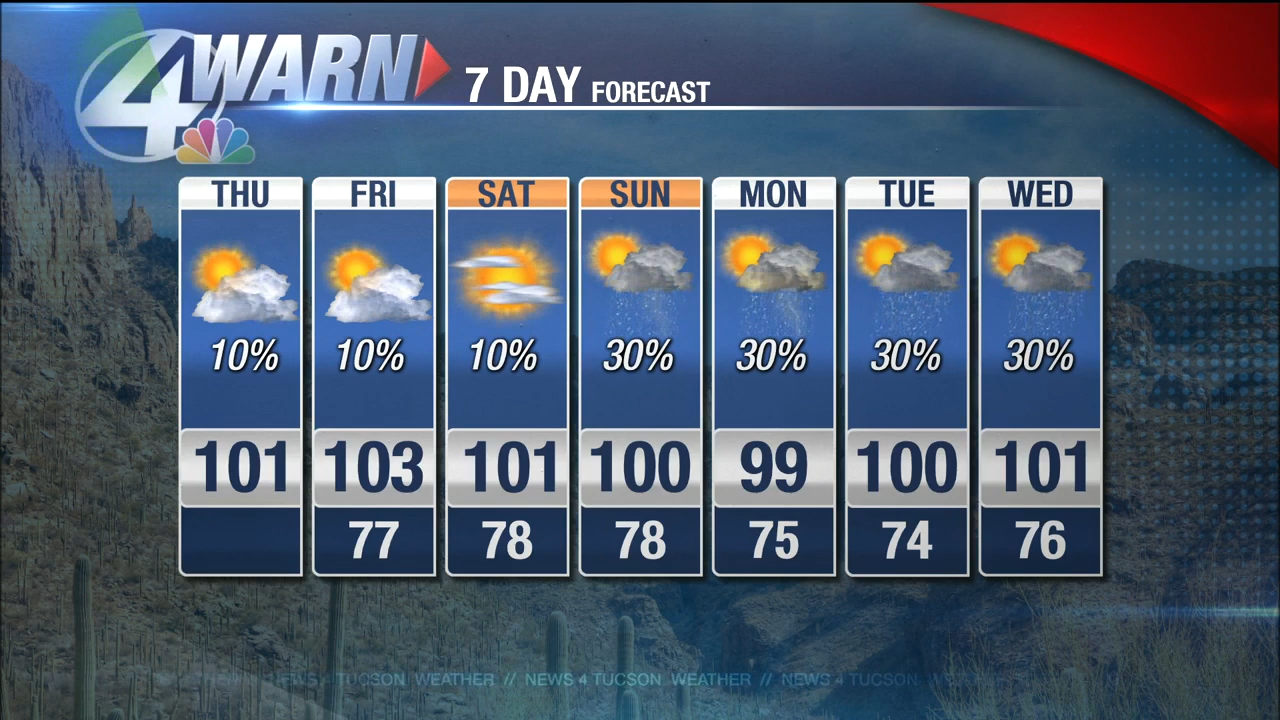 4WARN
7 DAY FORECAST
THU FRI SAT SUN MON TUE WED
10% 10% 10% 30% 30% 30% 30%
101 103 101 100 99 100 101
77 78 78 75 74 76
NEWS 4 TUCSON WEATHER // NEWS 4 TUCSON WEATHER // NEWS 4 TUCSON